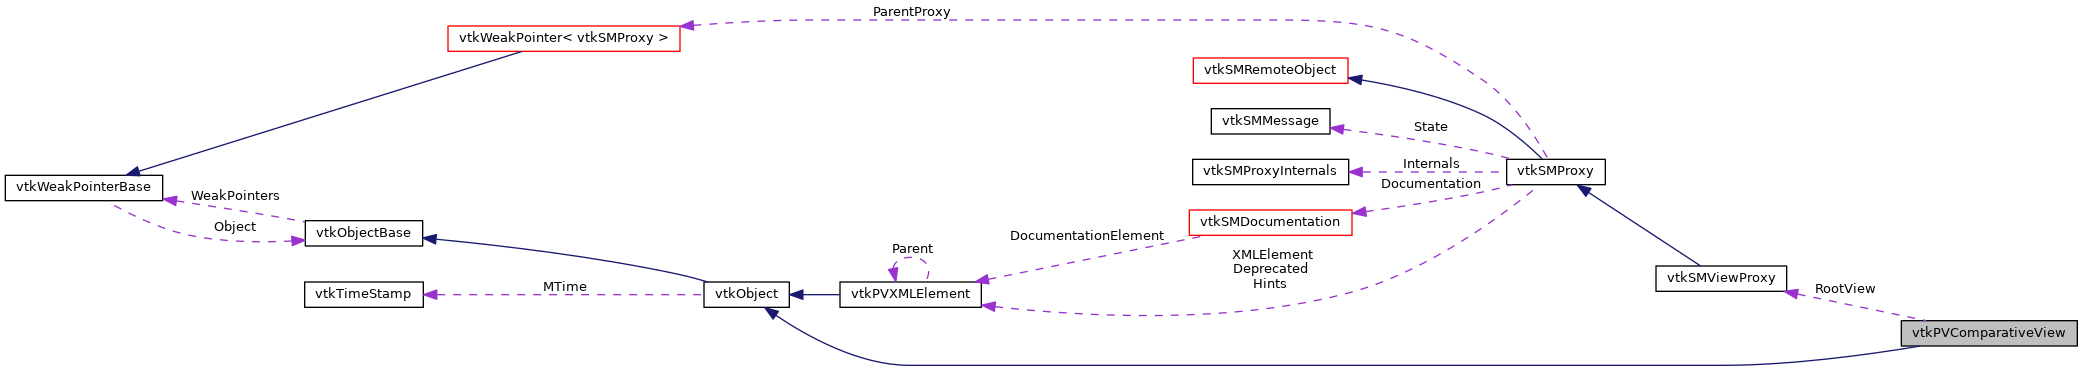 ParentProxy
vtkWeakPointer< vtkSMProxy >
vtkSMRemoteObject
vtkSMMessage
State
vtkSMProxyInternals
Internals
vtkSMProxy
Documentation
vtkWeakPointerBase
WeakPointers
Object
vtkObjectBase
vtkSMDocumentation
DocumentationElement
Parent
XMLElement
Deprecated
Hints
vtkTimeStamp
MTime
vtkObject
vtkPVXMLElement
vtkSMViewProxy
RootView
vtkPVComparativeView